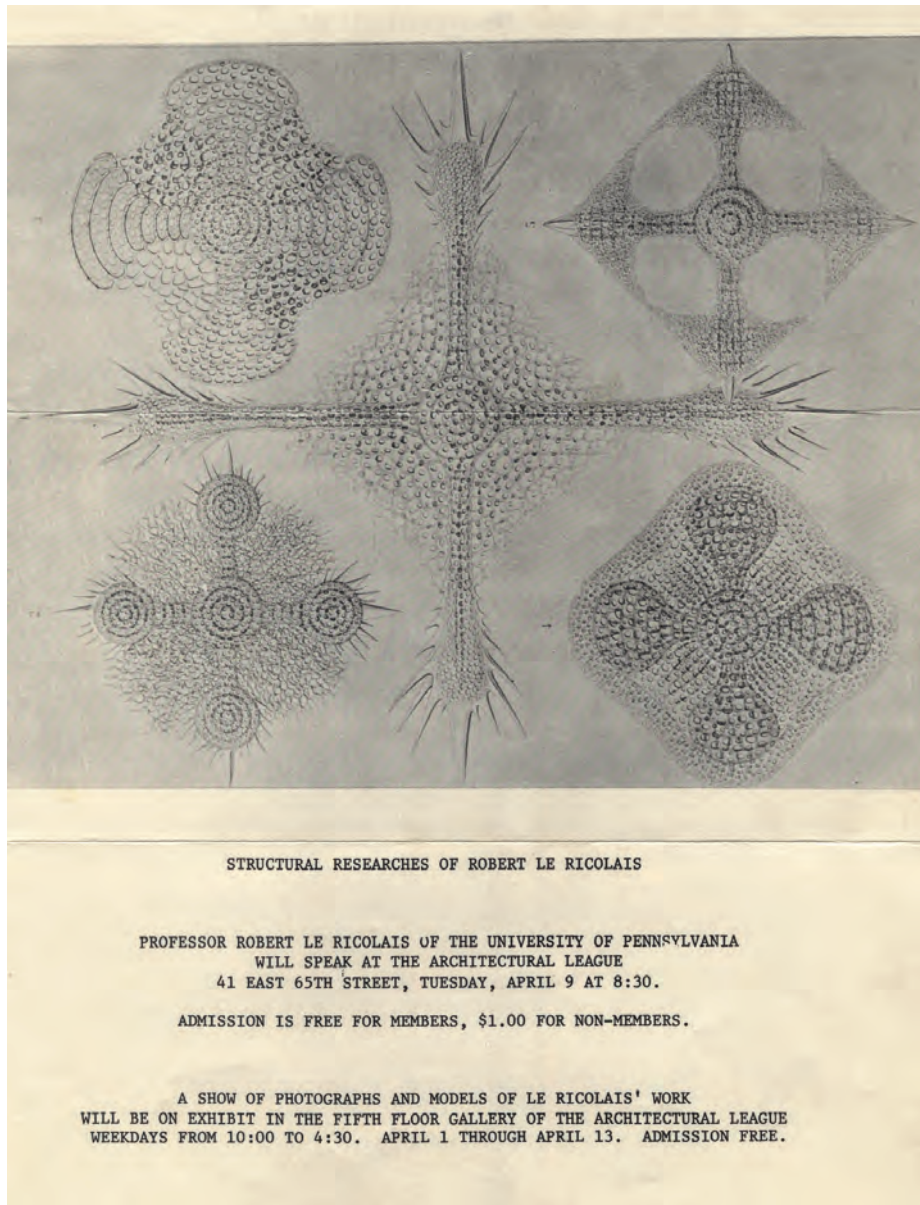 STRUCTURAL RESEARCHES OF ROBERT LE RICOLAIS
PROFESSOR ROBERT LE RICOLAIS OF THE UNIVERSITY OF PENNSYLVANIA
WILL SPEAK AT THE ARCHITECTURAL LEAGUE
41 EAST 65TH STREET, TUESDAY, APRIL 9 AT 8:30.
ADMISSION IS FREE FOR MEMBERS, $1.00 FOR NON-MEMBERS.
A SHOW OF PHOTOGRAPHS AND MODELS OF LE RICOLAIS' WORK
WILL BE ON EXHIBIT IN THE FIFTH FLOOR GALLERY OF THE ARCHITECTURAL LEAGUE
WEEKDAYS FROM 10:00 TO 4:30. APRIL 1 THROUGH APRIL 13. ADMISSION FREE.